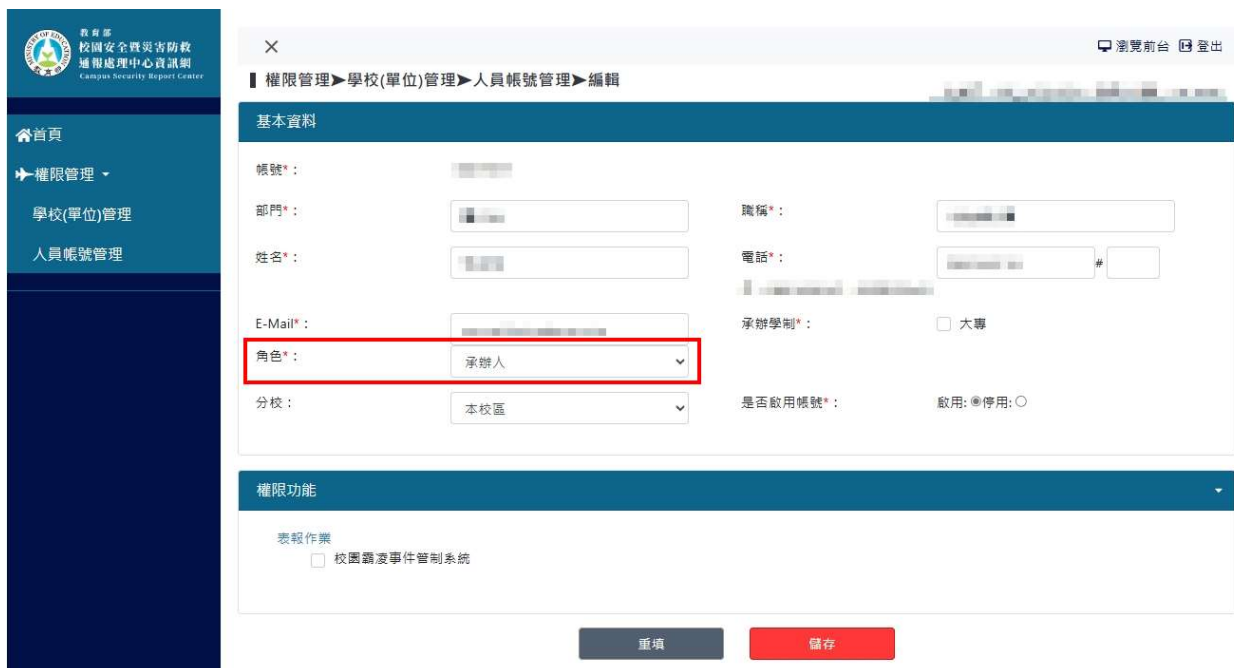 教育部
校園安全暨災害防救
通報處理中心資訊網
Campus Security Report Center
首頁
權限管理
學校(單位)管理
人員帳號管理
瀏覽前台 登出
權限管理➤學校(單位)管理➤人員帳號管理➤編輯
基本資料
帳號*：
部門*： 職稱*：
姓名*： 電話*： #
E-Mail*： 承辦學制*： 大專
角色*： 承辦人
分校： 本校區 是否啟用帳號*： 啟用: 停用:
權限功能
表報作業
校園霸凌事件管制系統
重填 儲存